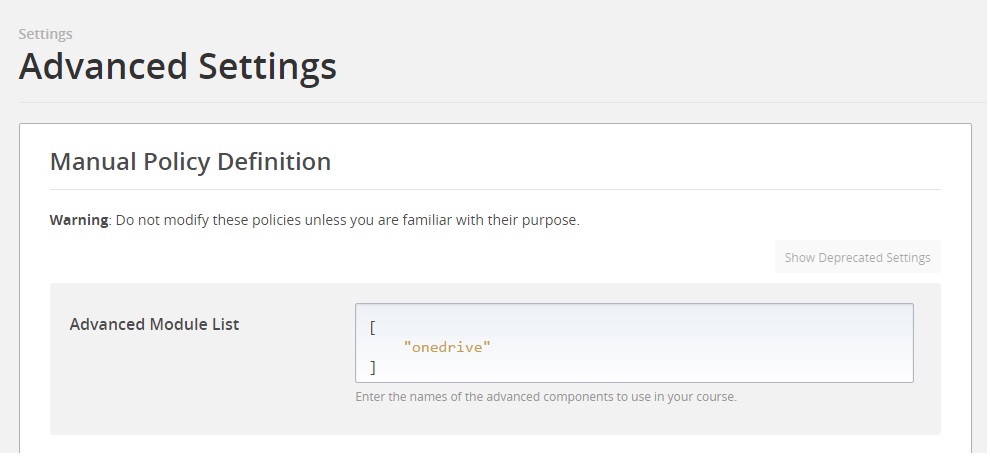 Settings
Advanced Settings
Manual Policy Definition
Warning: Do not modify these policies unless you are familiar with their purpose.
Show Deprecated Settings
Advanced Module List
[
"onedrive"
]
Enter the names of the advanced components to use in your course.